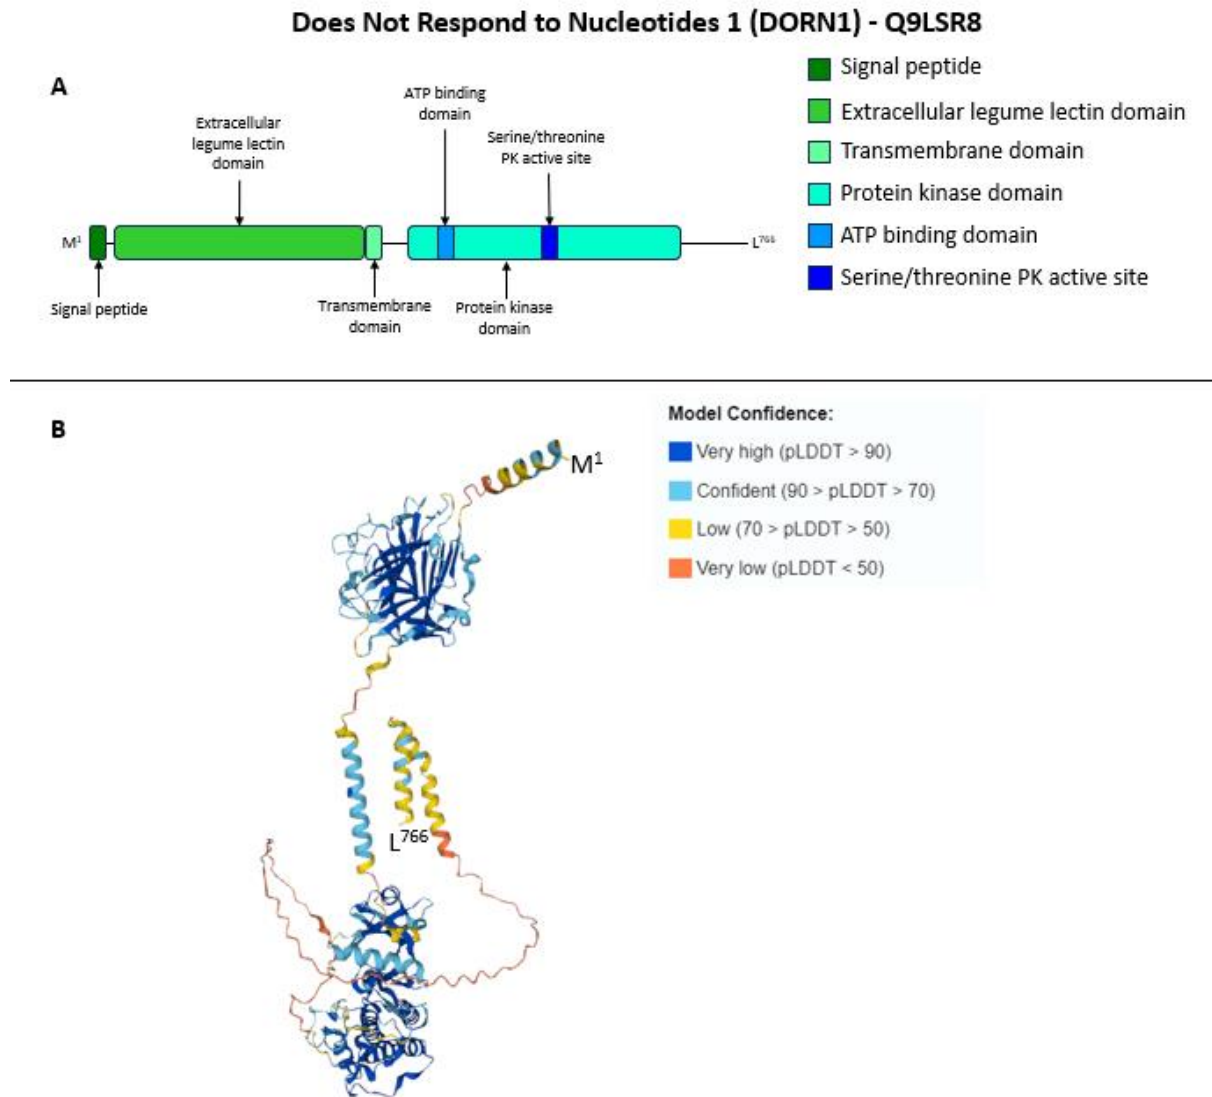 Does Not Respond to Nucleotides 1 (DORN1) - Q9LSR8
A
Signal peptide
Extracellular legume lectin domain
Transmembrane domain
Protein kinase domain
ATP binding domain
Serine/threonine PK active site
ATP binding
domain
Extracellular
legume lectin
domain
Serine/threonine
PK active site
M¹
L⁷⁶⁶
Signal peptide
Transmembrane
domain
Protein kinase
domain
B
Model Confidence:
Very high (pLDDT > 90)
Confident (90 > pLDDT > 70)
Low (70 > pLDDT > 50)
Very low (pLDDT < 50)
M¹
L⁷⁶⁶